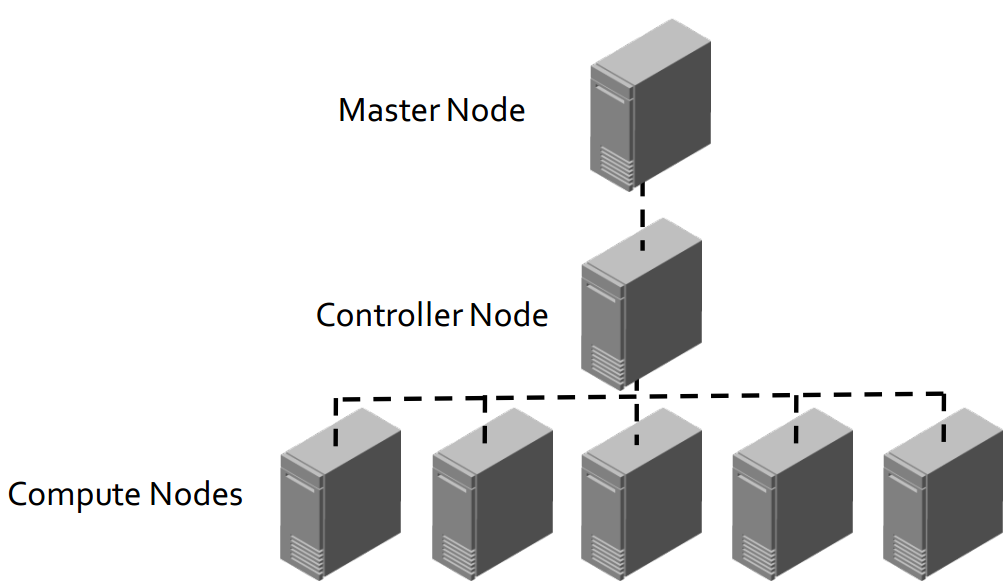 Master Node
Controller Node
Compute Nodes